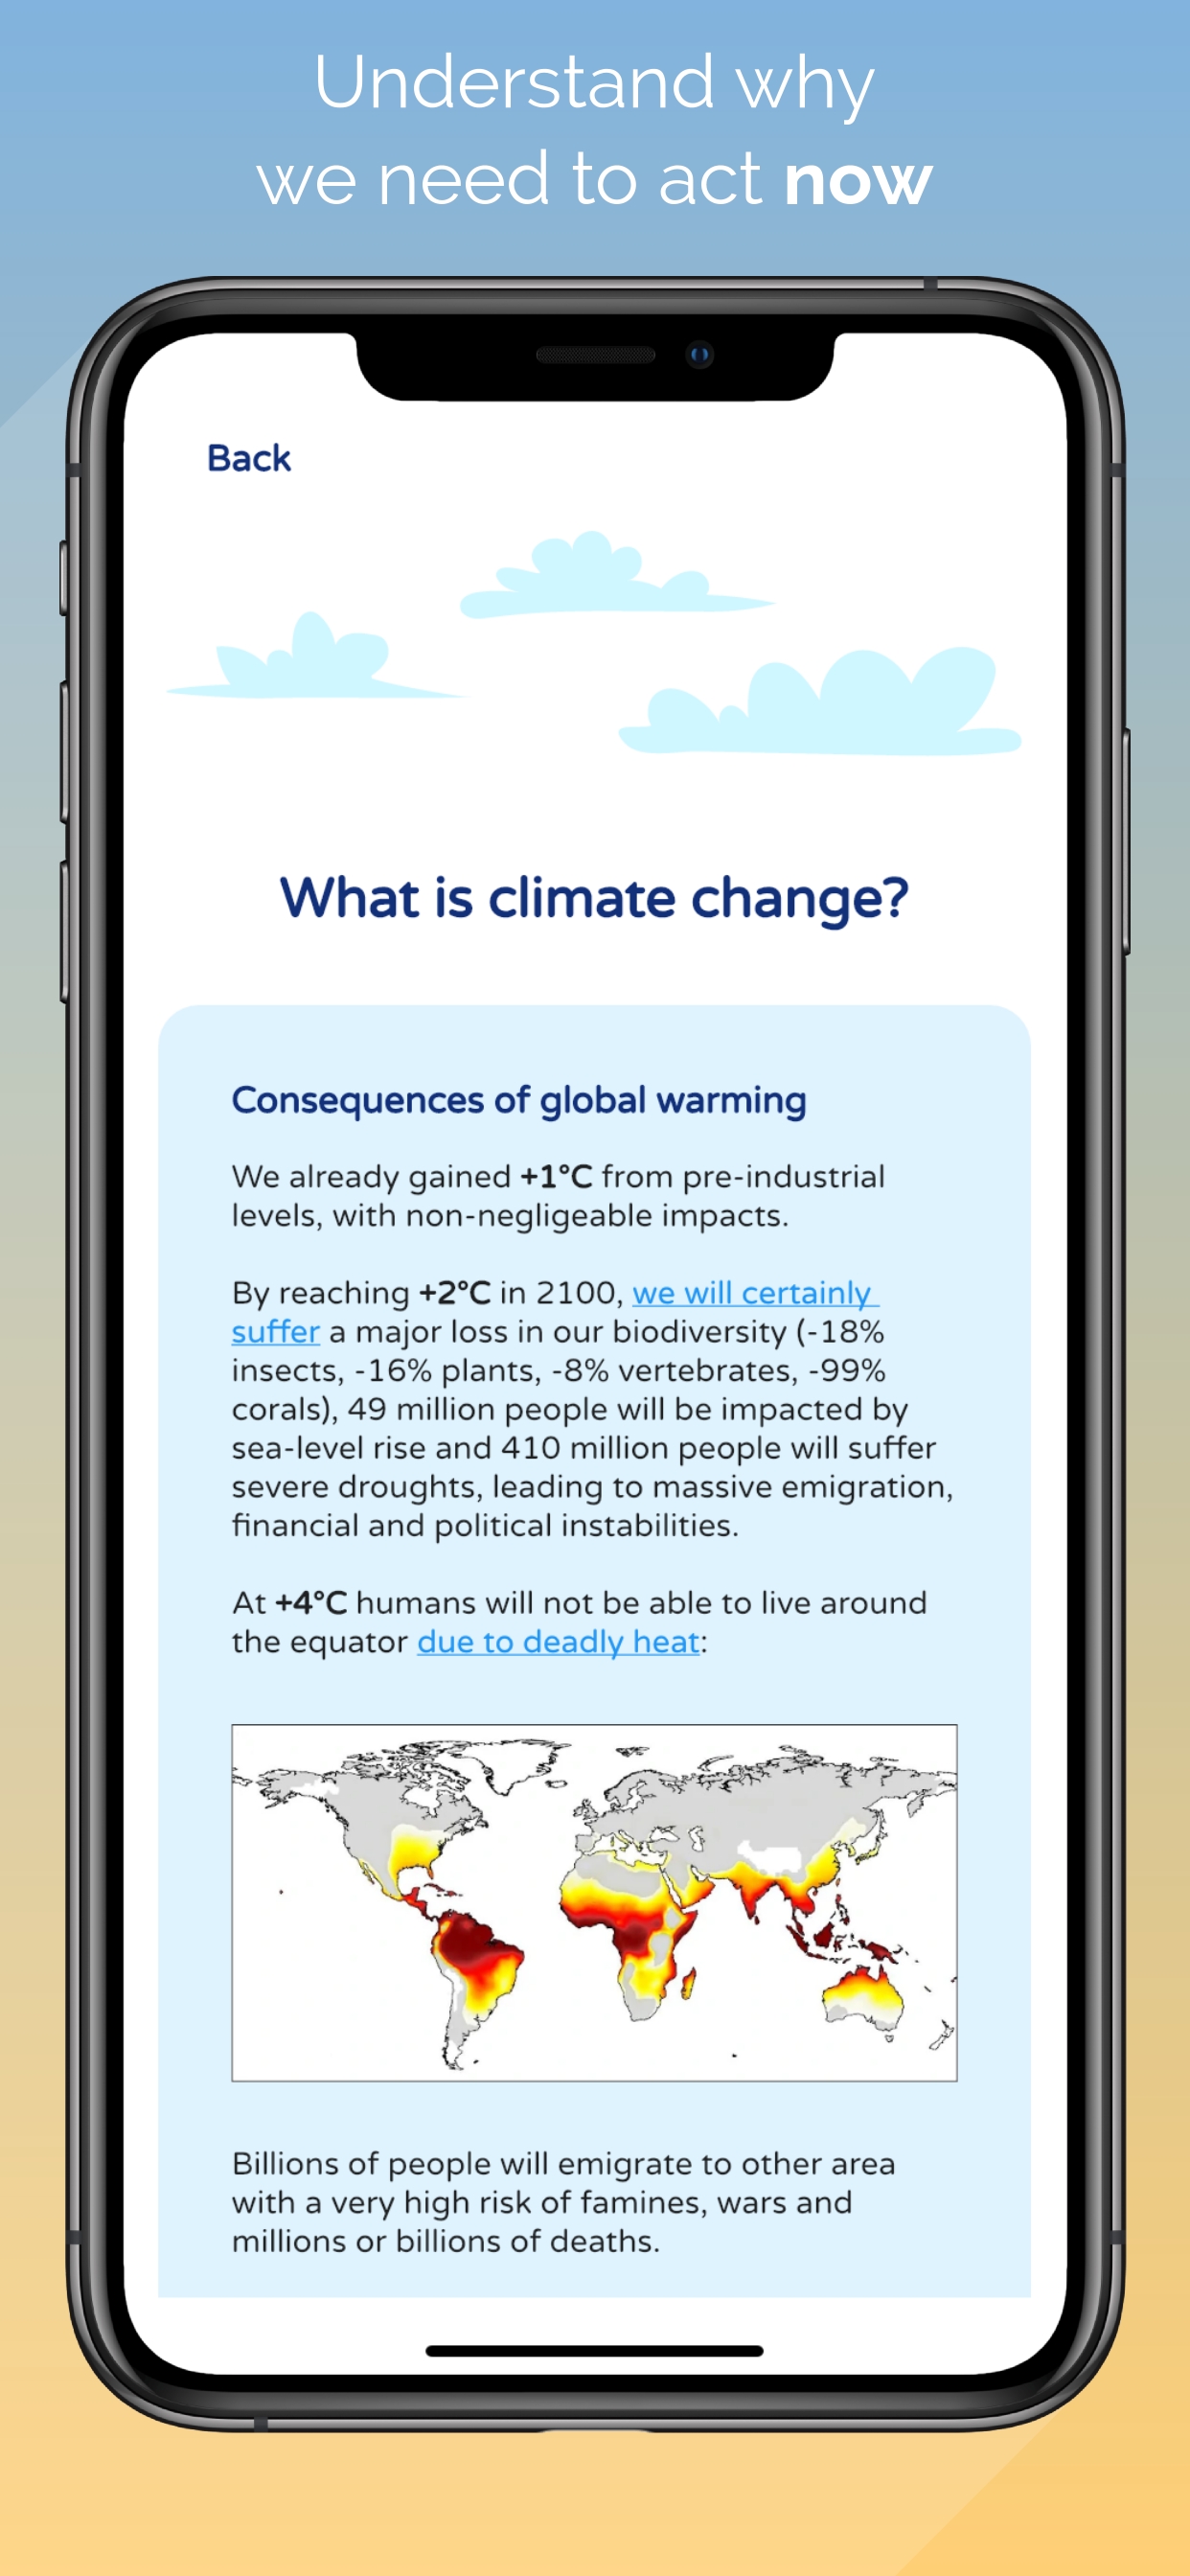 Understand why
we need to act now
Back
What is climate change?
Consequences of global warming
We already gained +1°C from pre-industrial
levels, with non-negligeable impacts.
By reaching +2°C in 2100, we will certainly
suffer a major loss in our biodiversity (-18%
insects, -16% plants, -8% vertebrates, -99%
corals), 49 million people will be impacted by
sea-level rise and 410 million people will suffer
severe droughts, leading to massive emigration,
financial and political instabilities.
At +4°C humans will not be able to live around
the equator due to deadly heat:
Billions of people will emigrate to other area
with a very high risk of famines, wars and
millions or billions of deaths.